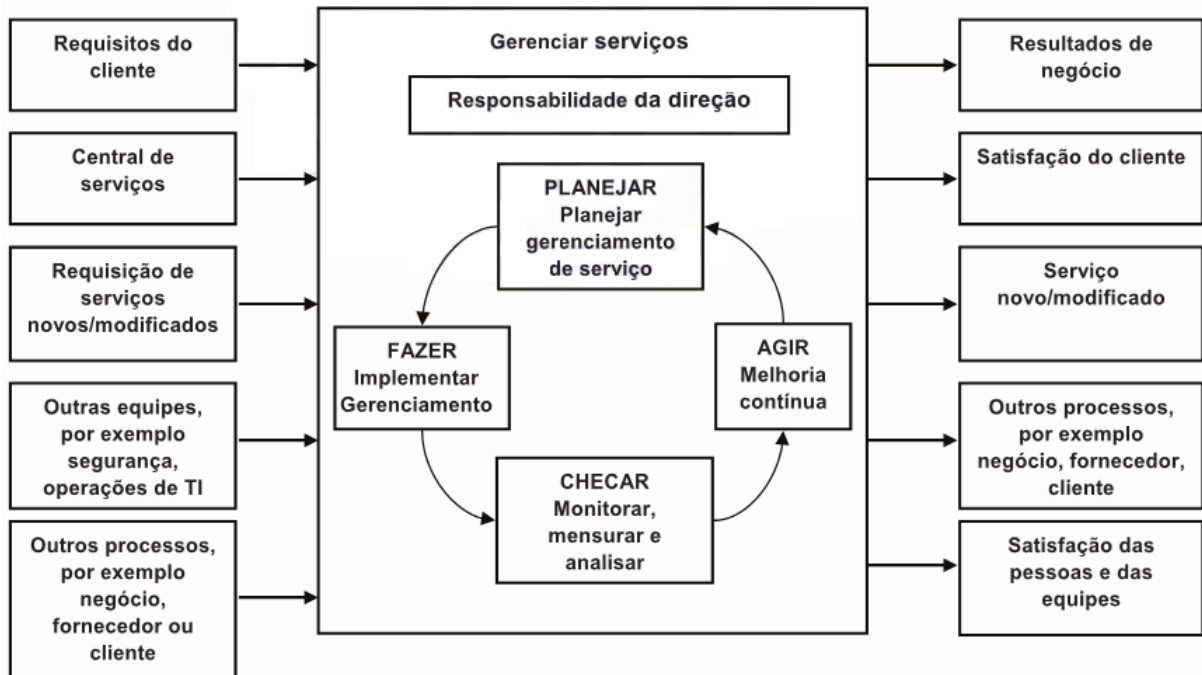 Requisitos do
cliente
Central de
serviços
Requisição de
serviços
novos/modificados
Outras equipes,
por exemplo
segurança,
operações de TI
Outros processos,
por exemplo
negócio,
fornecedor ou
cliente
Gerenciar serviços
Responsabilidade da direção
PLANEJAR
Planejar
gerenciamento
de serviço
FAZER
Implementar
Gerenciamento
CHECAR
Monitorar,
mensurar e
analisar
AGIR
Melhoria
contínua
Resultados de
negócio
Satisfação do cliente
Serviço
novo/modificado
Outros processos,
por exemplo
negócio, fornecedor,
cliente
Satisfação das
pessoas e das
equipes